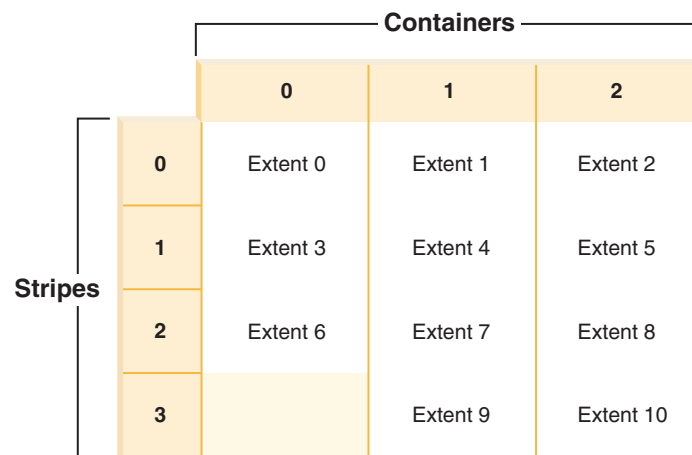 Containers
0 1 2
0 Extent 0 Extent 1 Extent 2
1 Extent 3 Extent 4 Extent 5
Stripes
2 Extent 6 Extent 7 Extent 8
3 Extent 9 Extent 10